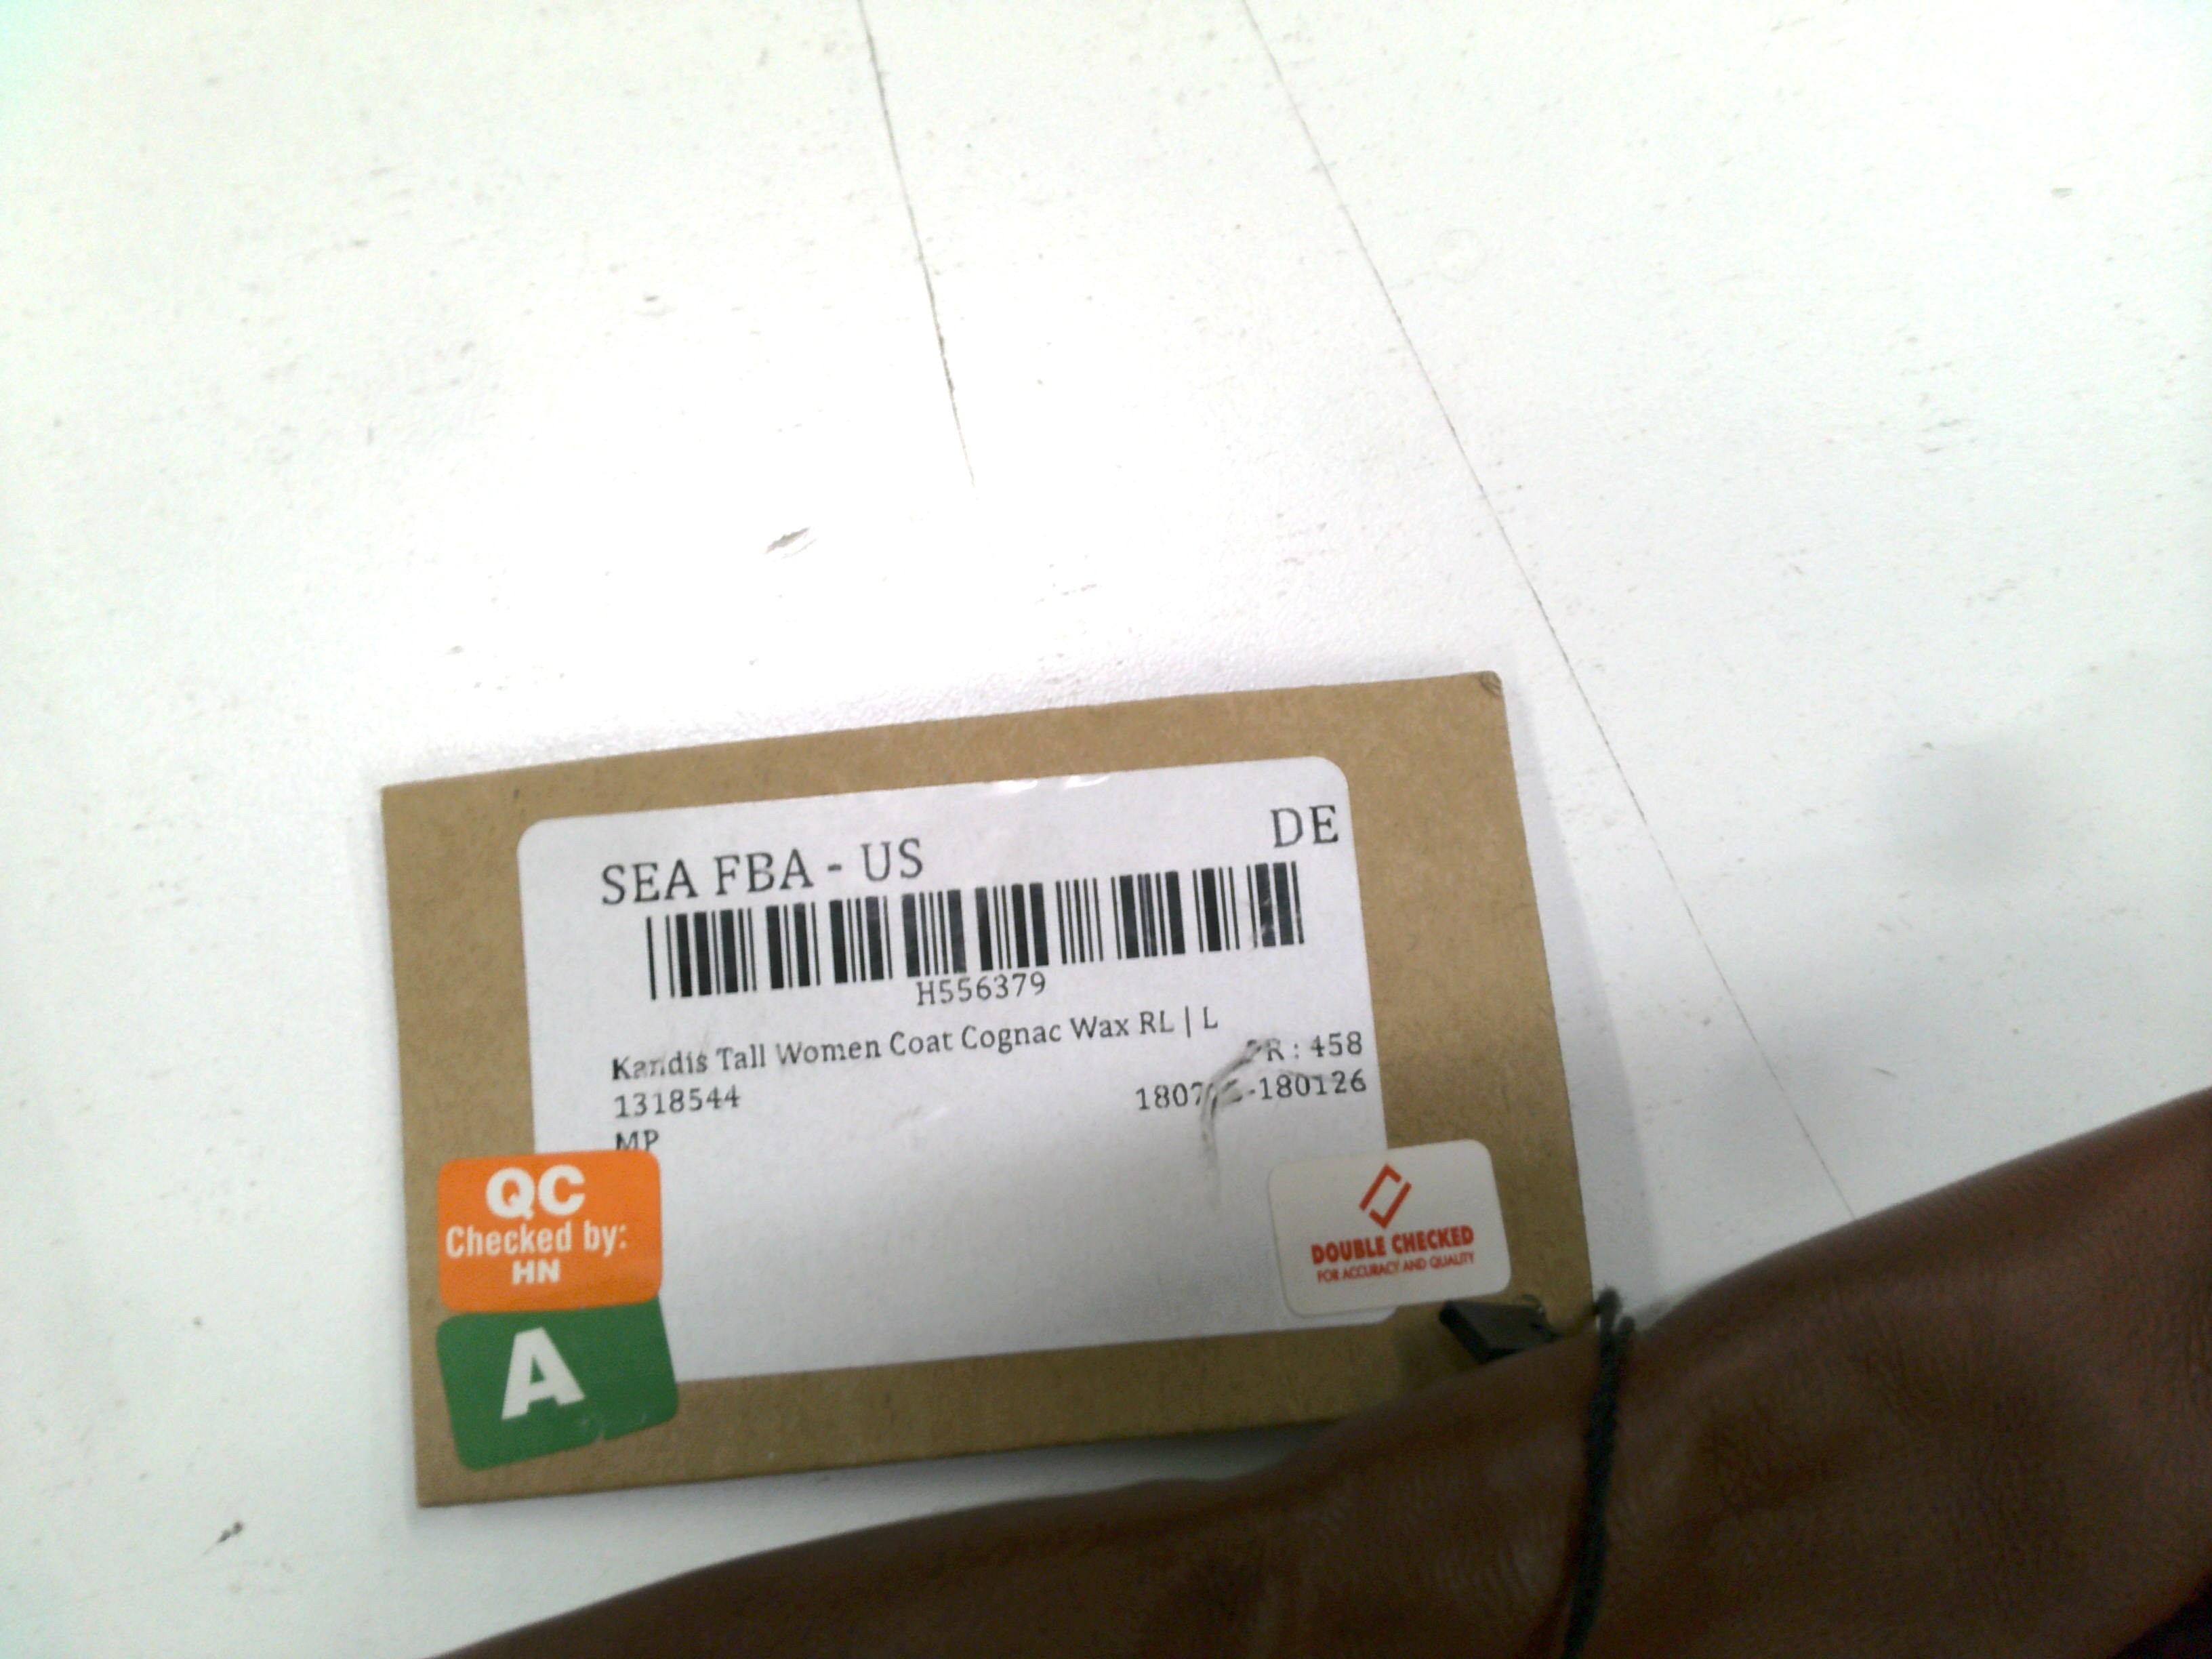 SEA FBA - US DE
H556379
Kandis Tall Women Coat Cognac Wax RL | L
: 458
1318544 -180126
MP
QC
Checked by:
HN
A
DOUBLE CHECKED
FOR ACCURACY AND QUALITY